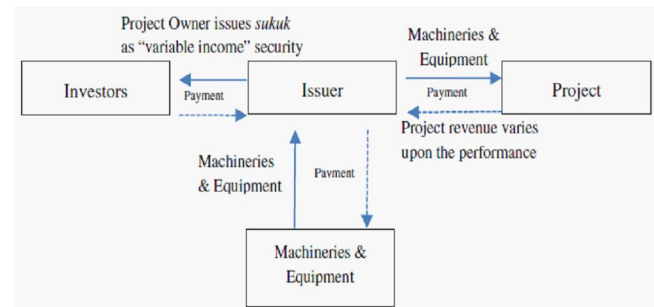 Project Owner issues sukuk
as “variable income” security
Machineries &
Equipment
Investors
Payment
Issuer
Payment
Project
Project revenue varies
upon the performance
Machineries
& Equipment
Payment
Machineries &
Equipment